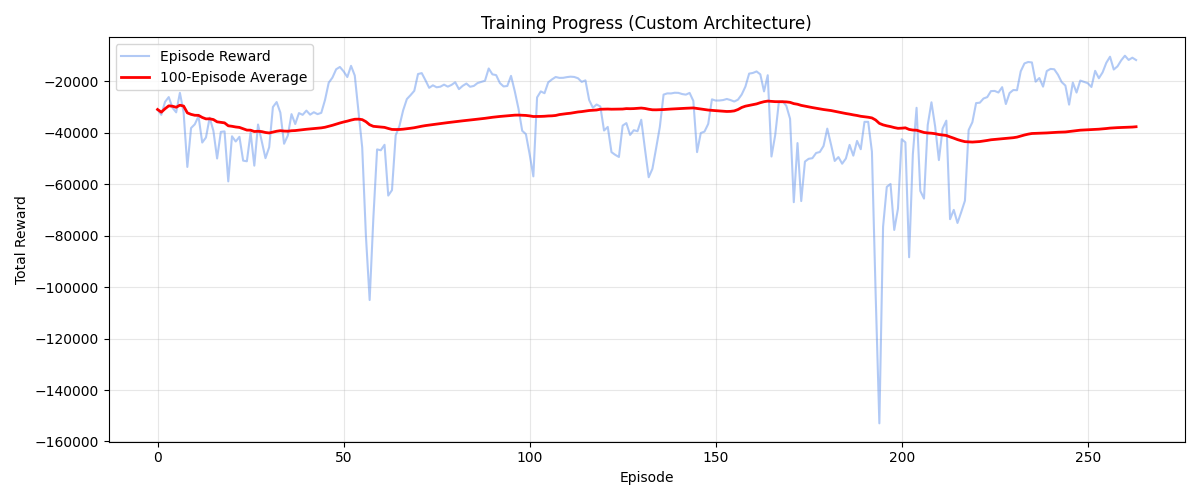 Training Progress (Custom Architecture)
Episode Reward
100-Episode Average
Total Reward
−20000
−40000
−60000
−80000
−100000
−120000
−140000
−160000
0
50
100
150
200
250
Episode